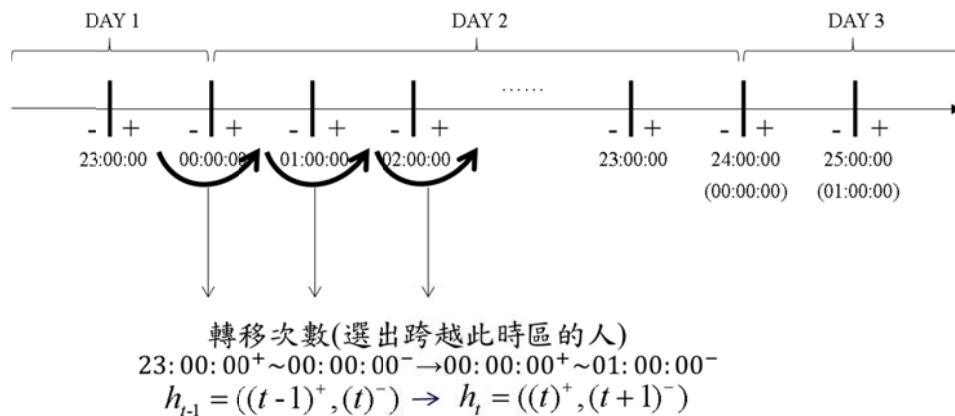 DAY 1 DAY 2 DAY 3
……
- + - + - + - + - + - + - +
23:00:00 00:00:00 01:00:00 02:00:00 23:00:00 24:00:00 25:00:00
(00:00:00) (01:00:00)
轉移次數(選出跨越此時區的人)
23:00:00⁺~00:00:00⁻→00:00:00⁺~01:00:00⁻
hₜ₋₁ = ((t-1)⁺,(t)⁻) → hₜ = ((t)⁺,(t+1)⁻)